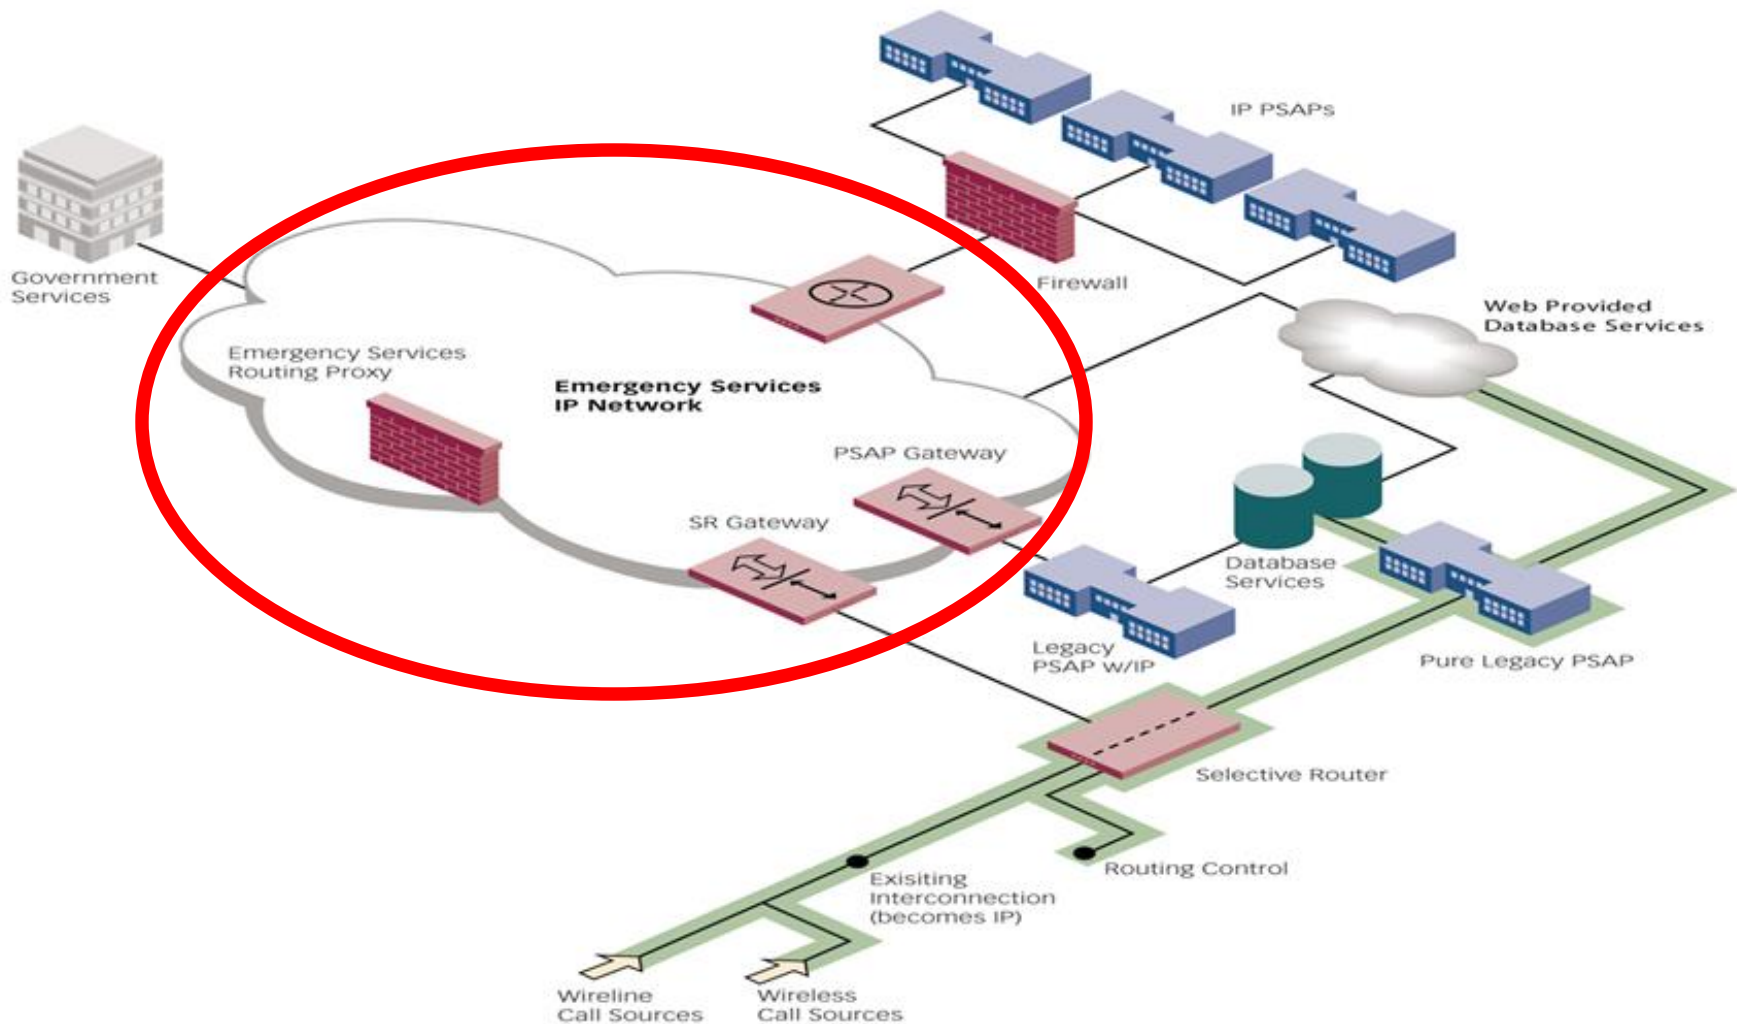 IP PSAPs
Government
Services
Firewall
Web Provided
Database Services
Emergency Services
Routing Proxy
Emergency Services
IP Network
PSAP Gateway
SR Gateway
Database
Services
Legacy
PSAP w/IP
Pure Legacy PSAP
Selective Router
Routing Control
Exisiting
Interconnection
(becomes IP)
Wireline
Call Sources
Wireless
Call Sources